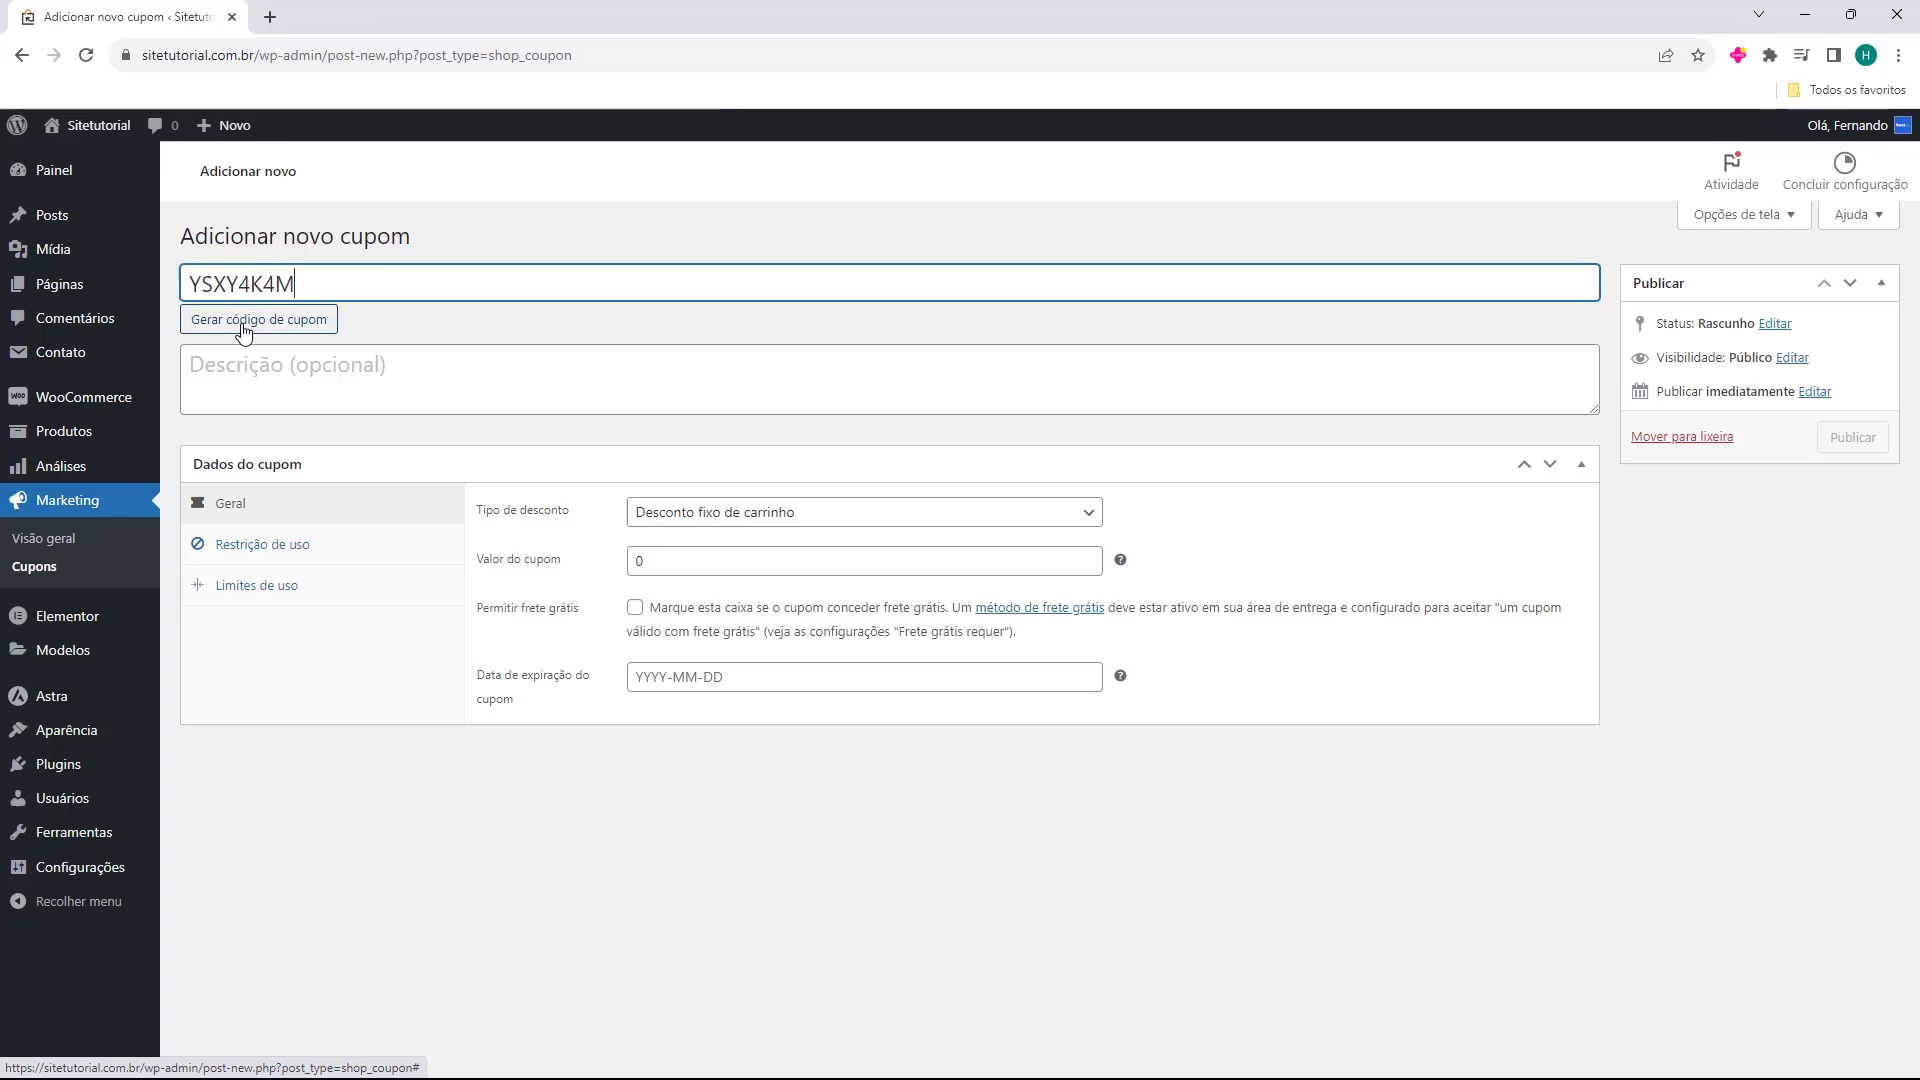 Adicionar novo cupom ‹ Sitetuto
sitetutorial.com.br/wp-admin/post-new.php?post_type=shop_coupon
H
Todos os favoritos
Sitetutorial 0 Novo
Olá, Fernando
Painel
Posts
Mídia
Páginas
Comentários
Contato
WooCommerce
Produtos
Análises
Marketing
Visão geral
Cupons
Elementor
Modelos
Astra
Aparência
Plugins
Usuários
Ferramentas
Configurações
Recolher menu
Adicionar novo
Atividade
Concluir configuração
Opções de tela
Ajuda
Adicionar novo cupom
YSXY4K4M
Gerar código de cupom
Descrição (opcional)
Dados do cupom
Geral
Restrição de uso
Limites de uso
Tipo de desconto
Desconto fixo de carrinho
Valor do cupom
0
Permitir frete grátis
Marque esta caixa se o cupom conceder frete grátis. Um método de frete grátis deve estar ativo em sua área de entrega e configurado para aceitar "um cupom
válido com frete grátis" (veja as configurações "Frete grátis requer").
Data de expiração do
cupom
YYYY-MM-DD
Publicar
Status: Rascunho Editar
Visibilidade: Público Editar
Publicar imediatamente Editar
Mover para lixeira
Publicar
https://sitetutorial.com.br/wp-admin/post-new.php?post_type=shop_coupon#